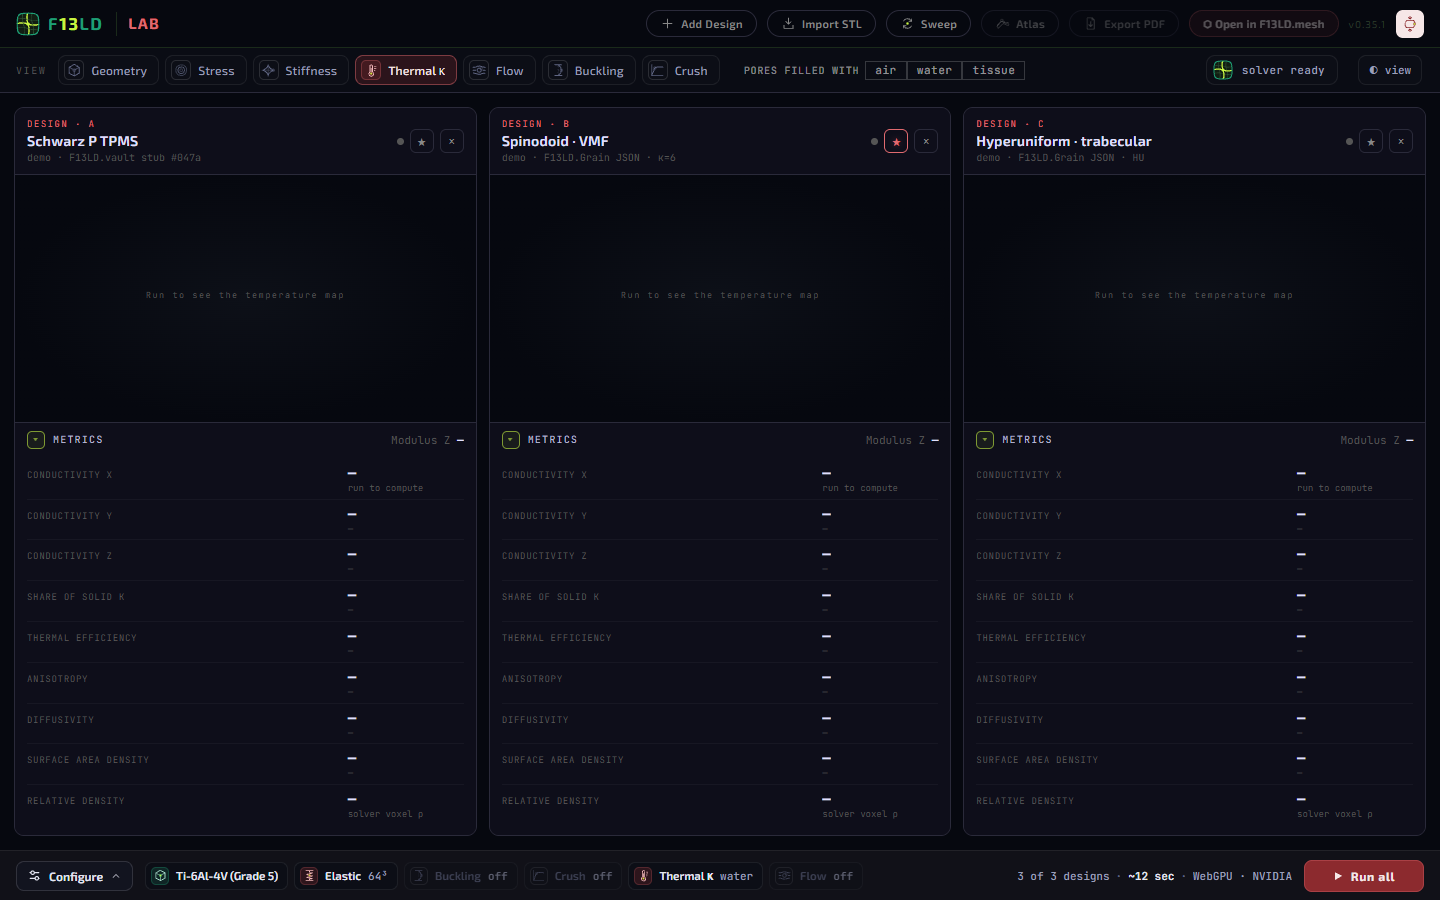 F13LD LAB
Add Design
Import STL
Sweep
Atlas
Export PDF
Open in F13LD.mesh
v0.35.1
VIEW
Geometry
Stress
Stiffness
Thermal κ
Flow
Buckling
Crush
PORES FILLED WITH
air
water
tissue
solver ready
view
DESIGN · A
Schwarz P TPMS
demo · F13LD.vault stub #047a
Run to see the temperature map
METRICS
Modulus Z —
CONDUCTIVITY X
—
run to compute
CONDUCTIVITY Y
—
—
CONDUCTIVITY Z
—
—
SHARE OF SOLID K
—
—
THERMAL EFFICIENCY
—
—
ANISOTROPY
—
—
DIFFUSIVITY
—
—
SURFACE AREA DENSITY
—
—
RELATIVE DENSITY
—
solver voxel ρ
DESIGN · B
Spinodoid · VMF
demo · F13LD.Grain JSON · κ=6
Run to see the temperature map
METRICS
Modulus Z —
CONDUCTIVITY X
—
run to compute
CONDUCTIVITY Y
—
—
CONDUCTIVITY Z
—
—
SHARE OF SOLID K
—
—
THERMAL EFFICIENCY
—
—
ANISOTROPY
—
—
DIFFUSIVITY
—
—
SURFACE AREA DENSITY
—
—
RELATIVE DENSITY
—
solver voxel ρ
DESIGN · C
Hyperuniform · trabecular
demo · F13LD.Grain JSON · HU
Run to see the temperature map
METRICS
Modulus Z —
CONDUCTIVITY X
—
run to compute
CONDUCTIVITY Y
—
—
CONDUCTIVITY Z
—
—
SHARE OF SOLID K
—
—
THERMAL EFFICIENCY
—
—
ANISOTROPY
—
—
DIFFUSIVITY
—
—
SURFACE AREA DENSITY
—
—
RELATIVE DENSITY
—
solver voxel ρ
Configure
Ti-6Al-4V (Grade 5)
Elastic 64³
Buckling off
Crush off
Thermal κ water
Flow off
3 of 3 designs · ~12 sec · WebGPU · NVIDIA
Run all